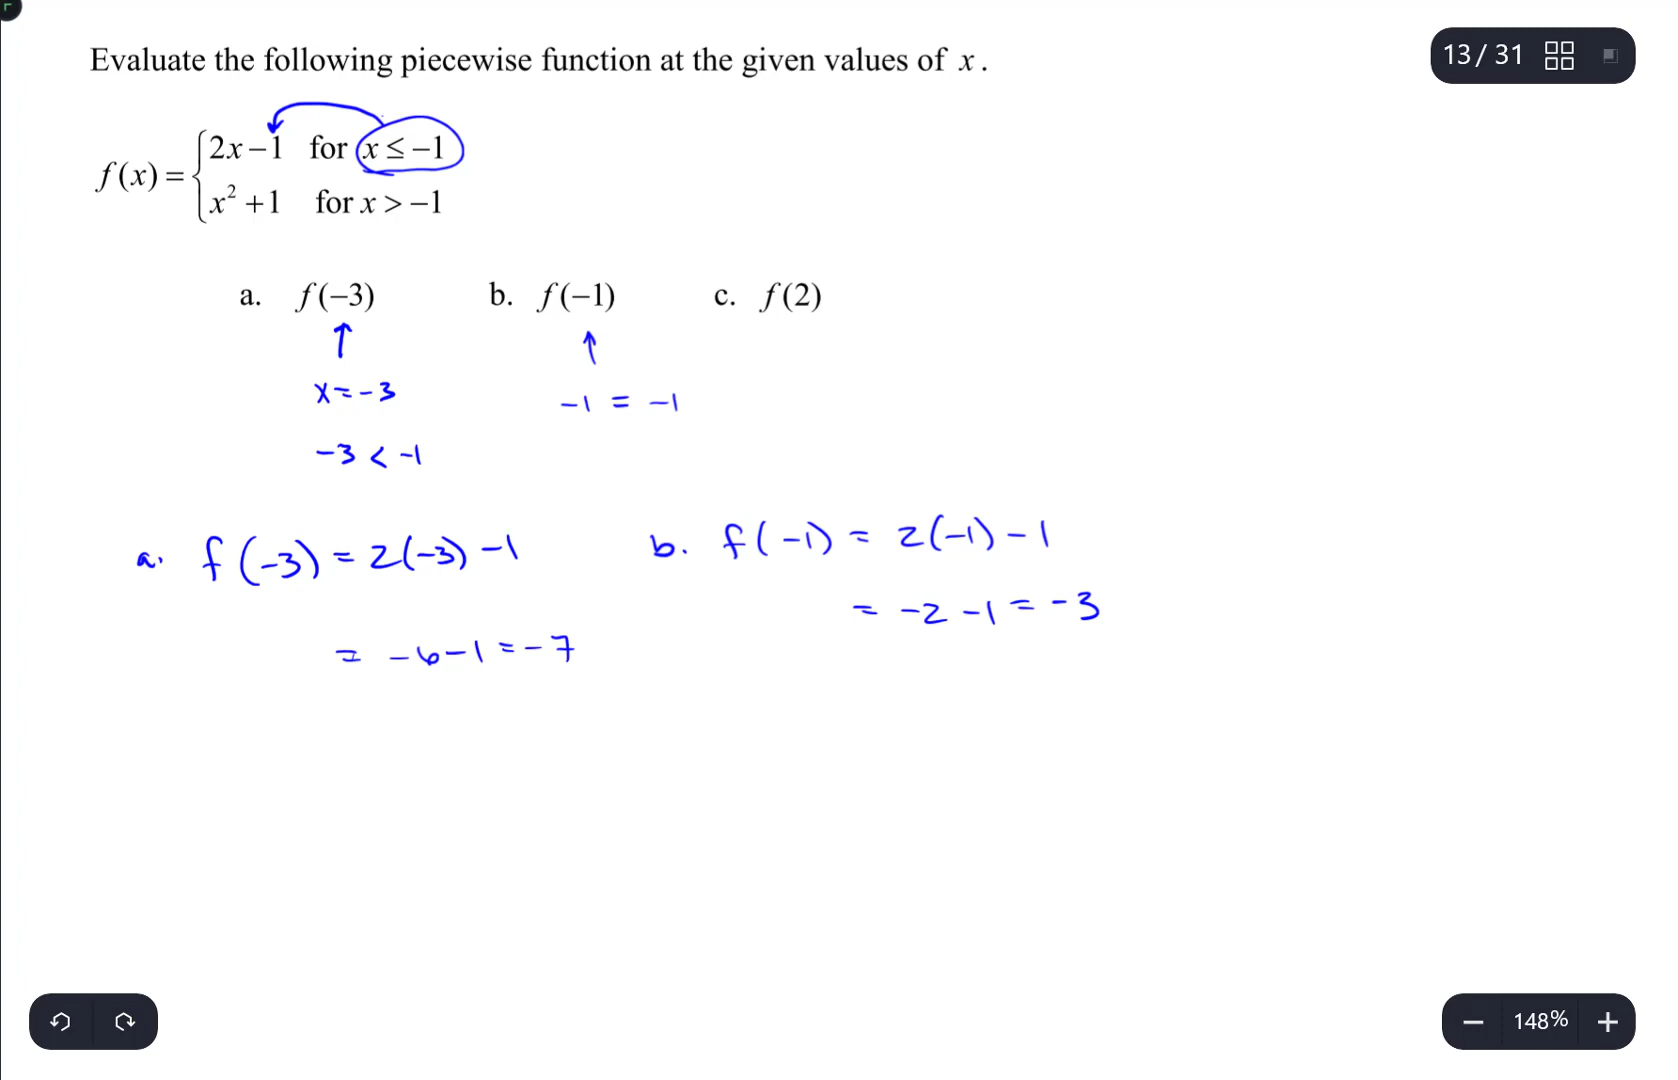 Evaluate the following piecewise function at the given values of x.
13 / 31
f(x) = { 2x − 1 for x ≤ −1
x² + 1 for x > −1
a. f(−3) b. f(−1) c. f(2)
x = −3
−1 = −1
−3 < −1
a. f(−3) = 2(−3) − 1
= −6 − 1 = −7
b. f(−1) = 2(−1) − 1
= −2 − 1 = −3
− 148% +